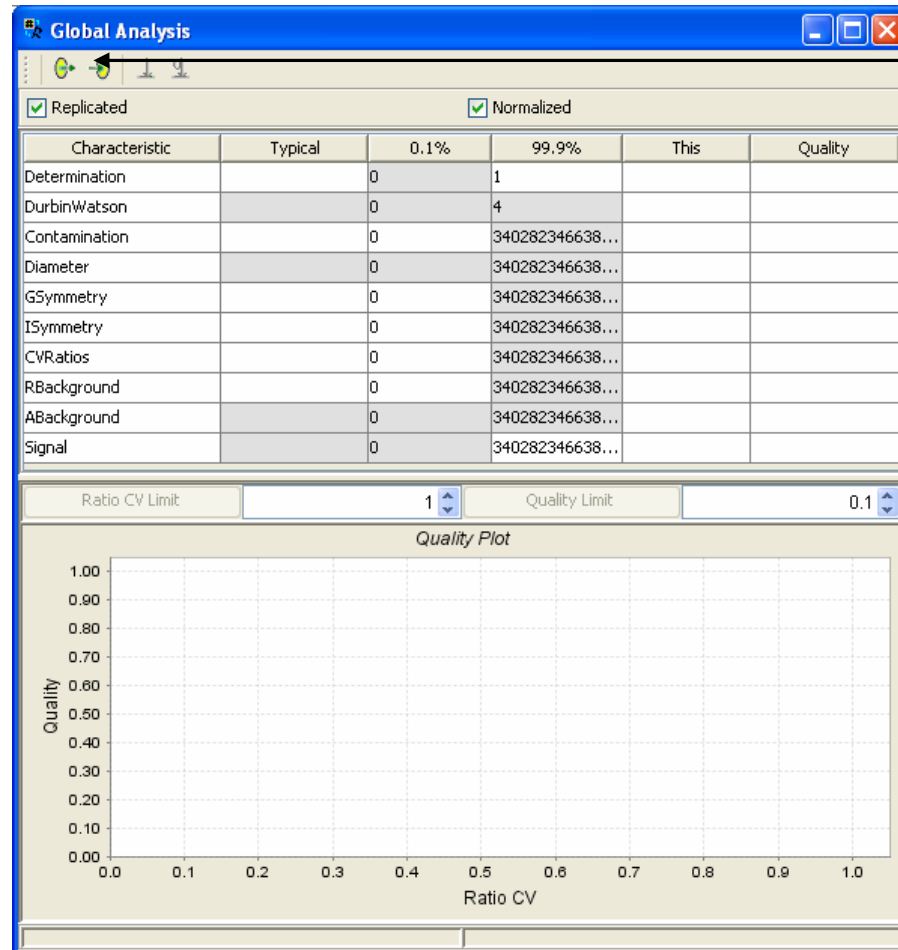 Global Analysis
Replicated Normalized
Characteristic Typical 0.1% 99.9% This Quality
Determination 0 1
DurbinWatson 0 4
Contamination 0 340282346638...
Diameter 0 340282346638...
GSymmetry 0 340282346638...
ISymmetry 0 340282346638...
CVRatios 0 340282346638...
RBackground 0 340282346638...
ABackground 0 340282346638...
Signal 0 340282346638...
Ratio CV Limit 1 Quality Limit 0.1
Quality Plot
1.00
0.90
0.80
0.70
0.60
0.50
0.40
0.30
0.20
0.10
0.00
Quality
0.0 0.1 0.2 0.3 0.4 0.5 0.6 0.7 0.8 0.9 1.0
Ratio CV